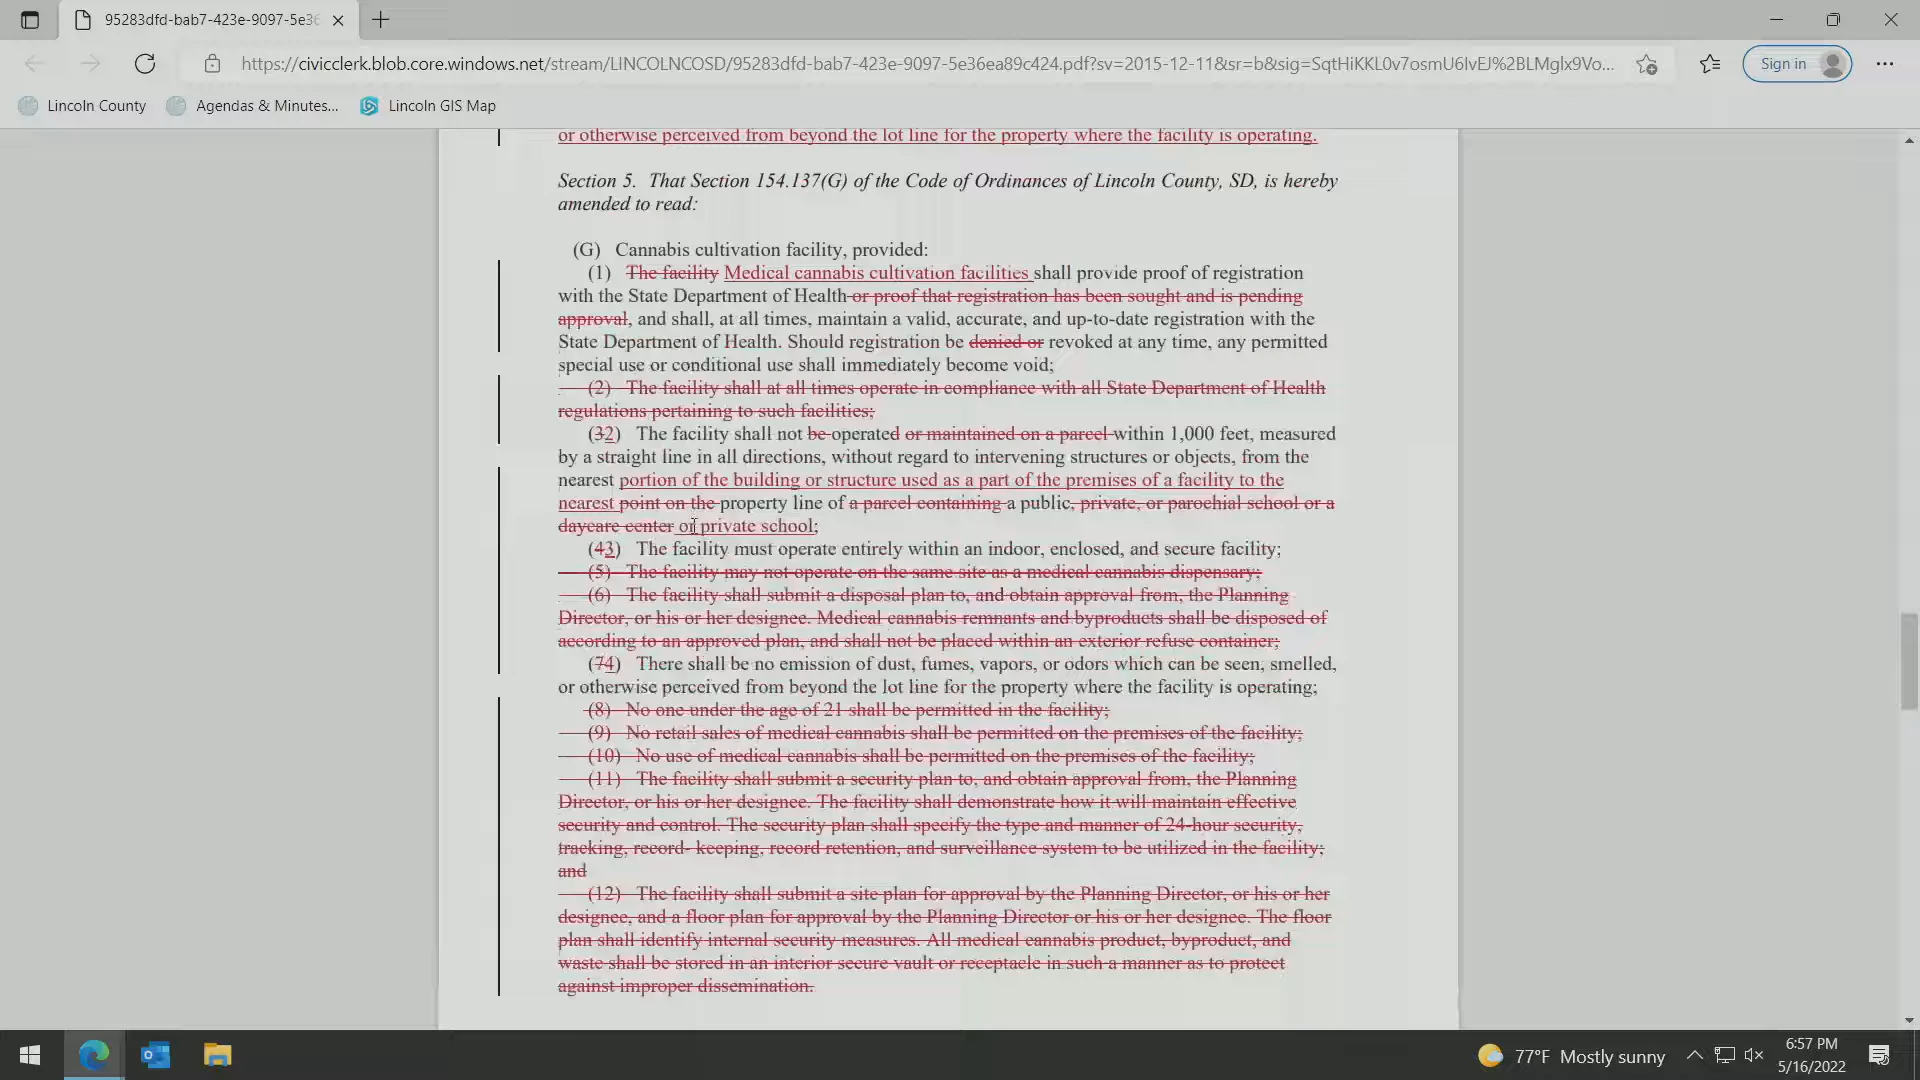 95283dfd-bab7-423e-9097-5e36
https://civicclerk.blob.core.windows.net/stream/LINCOLNCOSD/95283dfd-bab7-423e-9097-5e36ea89c424.pdf?sv=2015-12-11&sr=b&sig=SqtHiKKL0v7osmU6IvEJ%2BLMglx9Vo...
Sign in
Lincoln County
Agendas & Minutes...
Lincoln GIS Map
or otherwise perceived from beyond the lot line for the property where the facility is operating.
Section 5. That Section 154.137(G) of the Code of Ordinances of Lincoln County, SD, is hereby
amended to read:
(G) Cannabis cultivation facility, provided:
(1) The facility Medical cannabis cultivation facilities shall provide proof of registration
with the State Department of Health or proof that registration has been sought and is pending
approval, and shall, at all times, maintain a valid, accurate, and up-to-date registration with the
State Department of Health. Should registration be denied or revoked at any time, any permitted
special use or conditional use shall immediately become void;
(2) The facility shall at all times operate in compliance with all State Department of Health
regulations pertaining to such facilities;
(32) The facility shall not be operated or maintained on a parcel within 1,000 feet, measured
by a straight line in all directions, without regard to intervening structures or objects, from the
nearest portion of the building or structure used as a part of the premises of a facility to the
nearest point on the property line of a parcel containing a public, private, or parochial school or a
daycare center or private school;
(43) The facility must operate entirely within an indoor, enclosed, and secure facility;
(5) The facility may not operate on the same site as a medical cannabis dispensary;
(6) The facility shall submit a disposal plan to, and obtain approval from, the Planning
Director, or his or her designee. Medical cannabis remnants and byproducts shall be disposed of
according to an approved plan, and shall not be placed within an exterior refuse container;
(74) There shall be no emission of dust, fumes, vapors, or odors which can be seen, smelled,
or otherwise perceived from beyond the lot line for the property where the facility is operating;
(8) No one under the age of 21 shall be permitted in the facility;
(9) No retail sales of medical cannabis shall be permitted on the premises of the facility;
(10) No use of medical cannabis shall be permitted on the premises of the facility;
(11) The facility shall submit a security plan to, and obtain approval from, the Planning
Director, or his or her designee. The facility shall demonstrate how it will maintain effective
security and control. The security plan shall specify the type and manner of 24-hour security,
tracking, record- keeping, record retention, and surveillance system to be utilized in the facility;
and
(12) The facility shall submit a site plan for approval by the Planning Director, or his or her
designee, and a floor plan for approval by the Planning Director or his or her designee. The floor
plan shall identify internal security measures. All medical cannabis product, byproduct, and
waste shall be stored in an interior secure vault or receptacle in such a manner as to protect
against improper dissemination.
77°F Mostly sunny
6:57 PM
5/16/2022